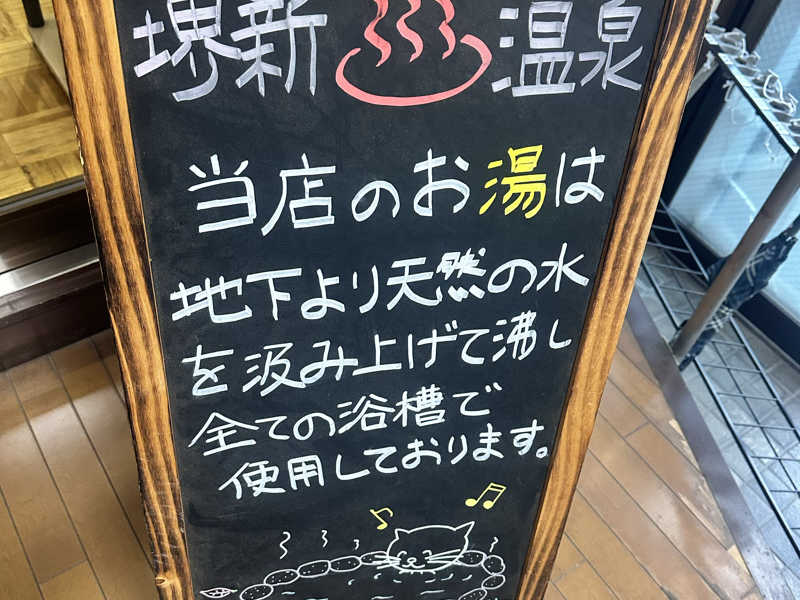 堺新♨温泉
当店のお湯は
地下より天然の水
を汲み上げて沸し
全ての浴槽で
使用しております。